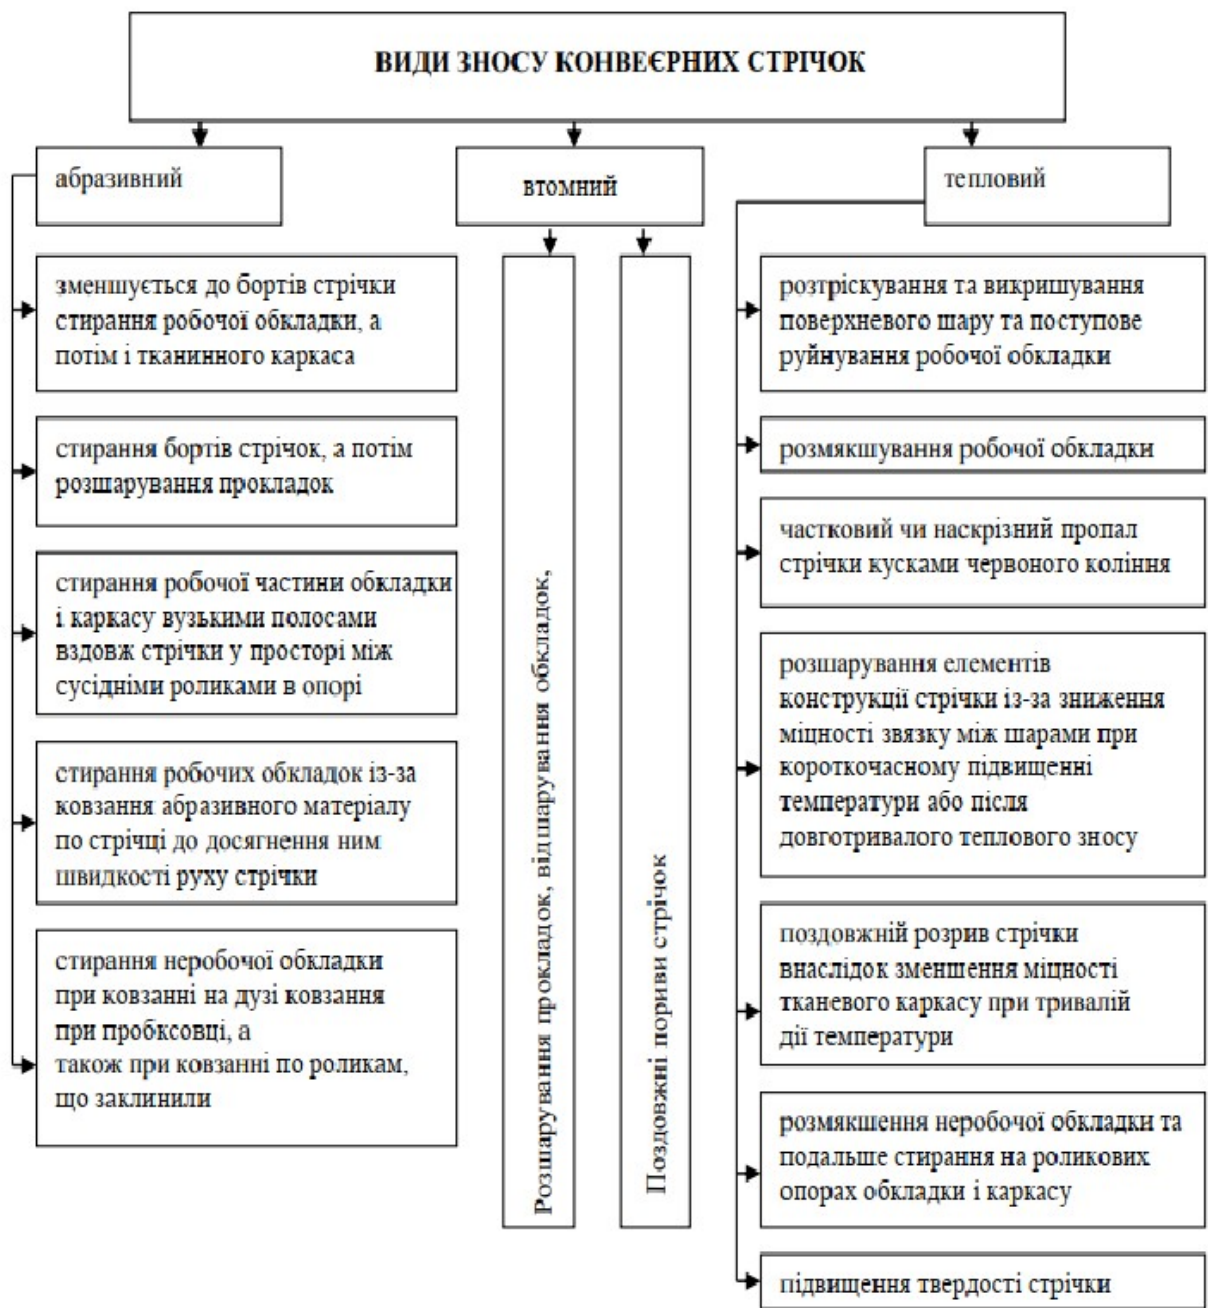 ВИДИ ЗНОСУ КОНВЕЄРНИХ СТРІЧОК
абразивний
зменшується до бортів стрічки
стирання робочої обкладки, а
потім і тканинного каркаса
стирання бортів стрічок, а потім
розшарування прокладок
стирання робочої частини обкладки
і каркасу вузькими полосами
вздовж стрічки у просторі між
сусідніми роликами в опорі
стирання робочих обкладок із-за
ковзання абразивного матеріалу
по стрічці до досягнення ним
швидкості руху стрічки
стирання неробочої обкладки
при ковзанні на дузі ковзання
при пробксовці, а
також при ковзанні по роликам,
що заклинили
втомний
Розшарування прокладок, відшарування обкладок,
Поздовжні пориви стрічок
тепловий
розтріскування та викришування
поверхневого шару та поступове
руйнування робочої обкладки
розмякшування робочої обкладки
частковий чи наскрізний пропал
стрічки кусками червоного коління
розшарування елементів
конструкції стрічки із-за зниження
міцності звязку між шарами при
короткочасному підвищенні
температури або після
довготривалого теплового зносу
поздовжній розрив стрічки
внаслідок зменшення міцності
тканевого каркасу при тривалій
дії температури
розмякшення неробочої обкладки та
подальше стирання на роликових
опорах обкладки і каркасу
підвищення твердості стрічки